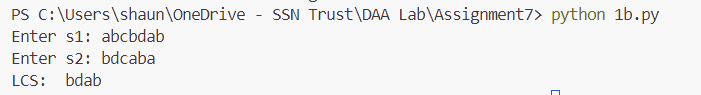 PS C:\Users\shaun\OneDrive - SSN Trust\DAA Lab\Assignment7> python 1b.py
Enter s1: abcbdab
Enter s2: bdcaba
LCS:  bdab